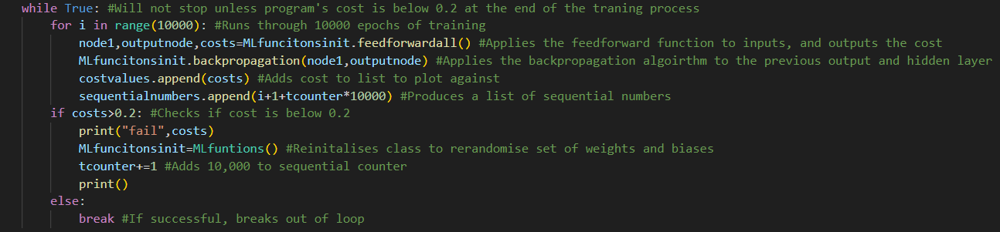 while True: #Will not stop unless program's cost is below 0.2 at the end of the traning process
for i in range(10000): #Runs through 10000 epochs of training
node1,outputnode,costs=MLfuncitonsinit.feedforwardall() #Applies the feedforward function to inputs, and outputs the cost
MLfuncitonsinit.backpropagation(node1,outputnode) #Applies the backpropagation algoirthm to the previous output and hidden layer
costvalues.append(costs) #Adds cost to list to plot against
sequentialnumbers.append(i+1+tcounter*10000) #Produces a list of sequential numbers
if costs>0.2: #Checks if cost is below 0.2
print("fail",costs)
MLfuncitonsinit=MLfuntions() #Reinitalises class to rerandomise set of weights and biases
tcounter+=1 #Adds 10,000 to sequential counter
print()
else:
break #If successful, breaks out of loop